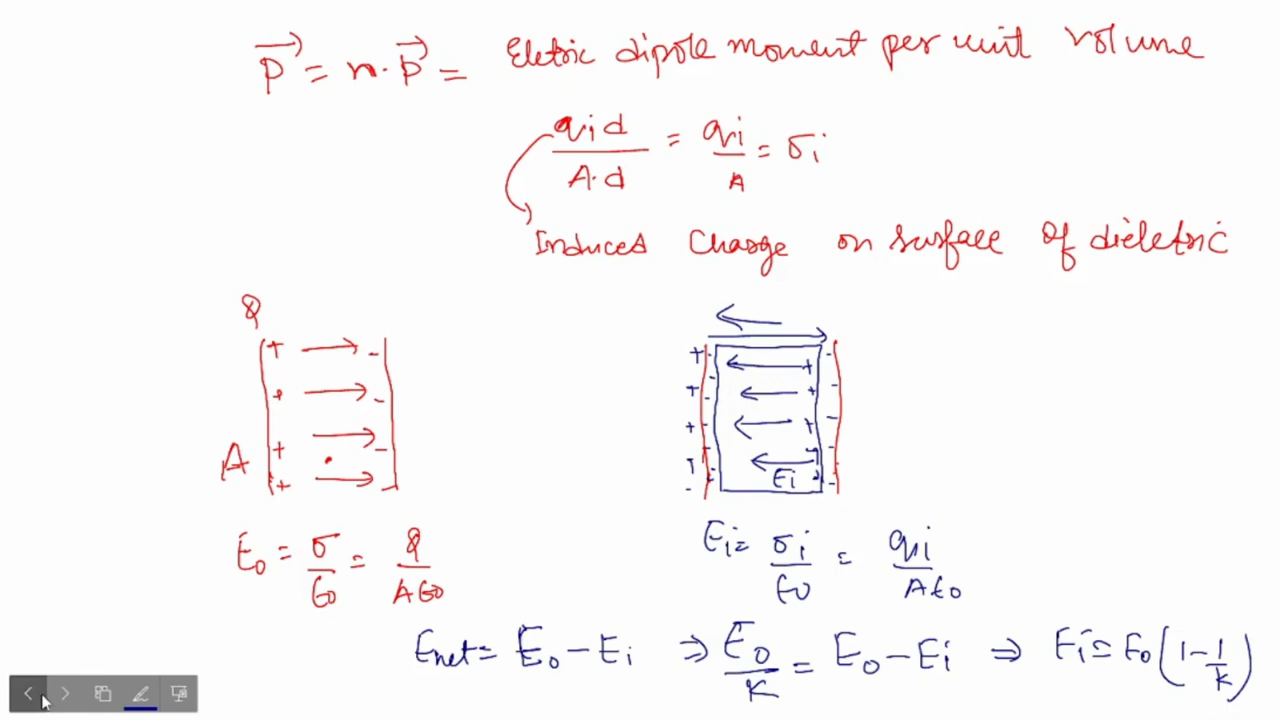 P⃗ = n.p⃗ = Eletric dipole moment per unit volume
qid/A.d = qi/A = σi
Induced Charge on surface of dieletric
Q
+ -
+ -
A + -
+
+ - + -
+ - + -
+ - + -
Ei
E0 = σ/ε0 = Q/Aε0
Ei = σi/ε0 = qi/Aε0
Enet = E0 - Ei ⇒ E0/K = E0 - Ei ⇒ Ei = E0(1 - 1/K)